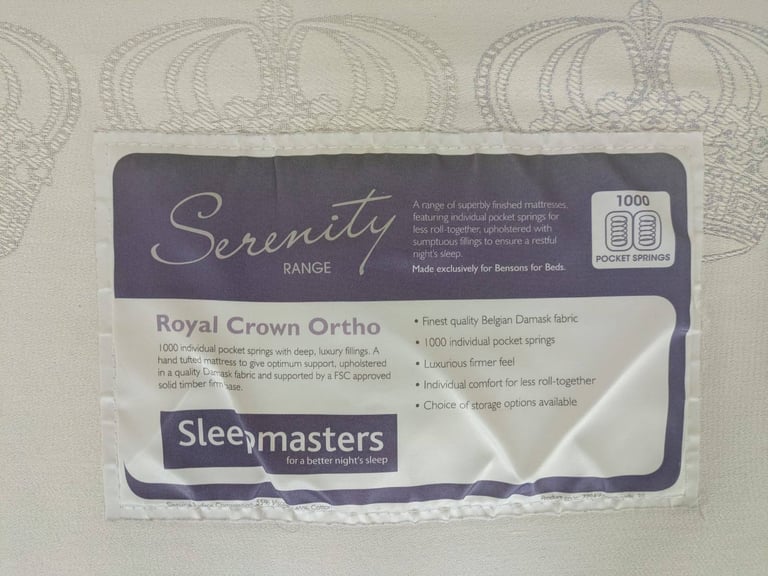 Serenity
RANGE
A range of superbly finished mattresses,
featuring individual pocket springs for
less roll-together, upholstered with
sumptuous fillings to ensure a restful
night's sleep.
Made exclusively for Bensons for Beds.
1000
POCKET SPRINGS
Royal Crown Ortho
1000 individual pocket springs with deep, luxury fillings. A
hand tufted mattress to give optimum support, upholstered
in a quality Damask fabric and supported by a FSC approved
solid timber firm base.
• Finest quality Belgian Damask fabric
• 1000 individual pocket springs
• Luxurious firmer feel
• Individual comfort for less roll-together
• Choice of storage options available
Sleepmasters
for a better night's sleep